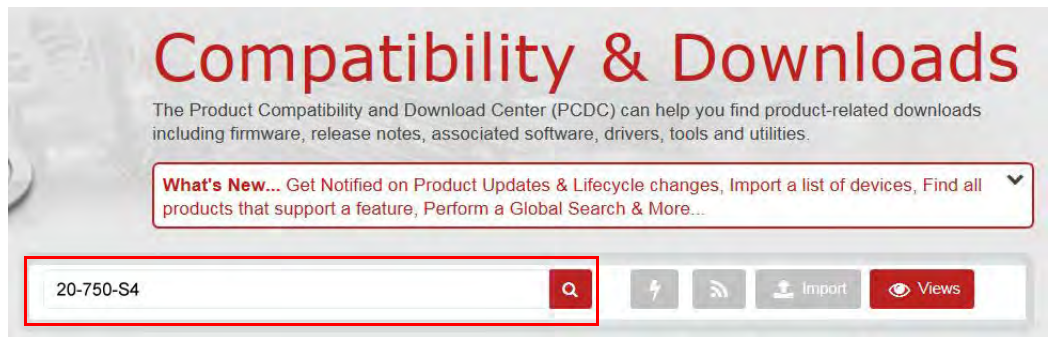 Compatibility & Downloads
The Product Compatibility and Download Center (PCDC) can help you find product-related downloads
including firmware, release notes, associated software, drivers, tools and utilities.
What's New... Get Notified on Product Updates & Lifecycle changes, Import a list of devices, Find all
products that support a feature, Perform a Global Search & More...
20-750-S4
Import
Views